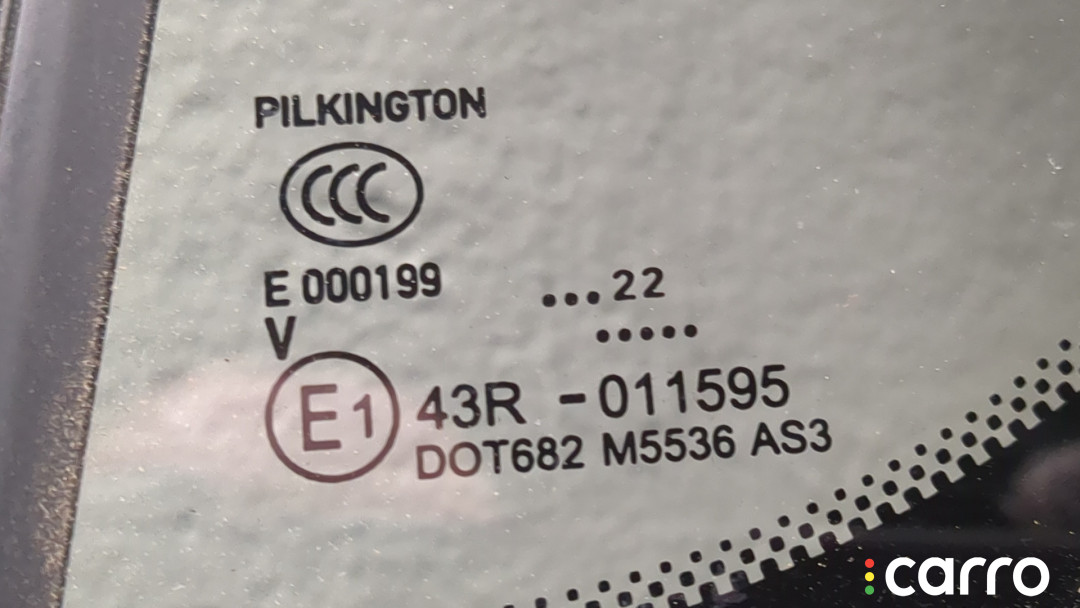 PILKINGTON
CCC
E 000199
...22
.....
V
E1 43R -011595
DOT682 M5536 AS3
carro